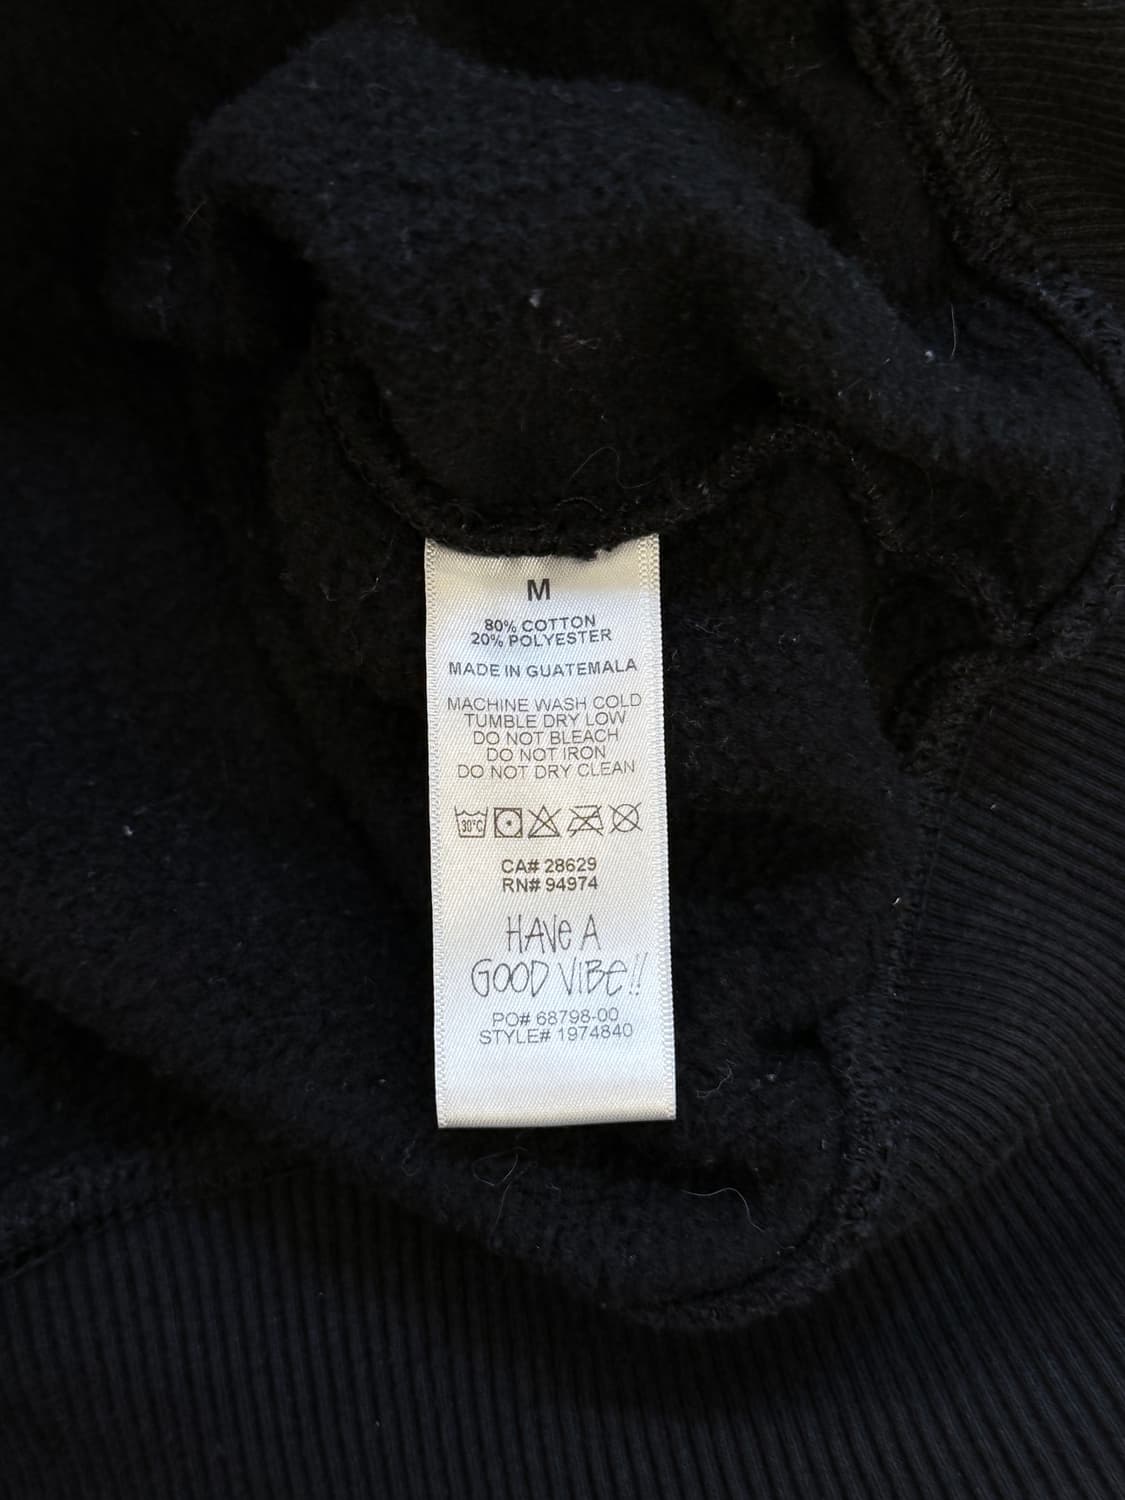 M
80% COTTON
20% POLYESTER
MADE IN GUATEMALA
MACHINE WASH COLD
TUMBLE DRY LOW
DO NOT BLEACH
DO NOT IRON
DO NOT DRY CLEAN
30°C
CA# 28629
RN# 94974
HAVe A
GOOD VIBe!!
PO# 68798-00
STYLE# 1974840